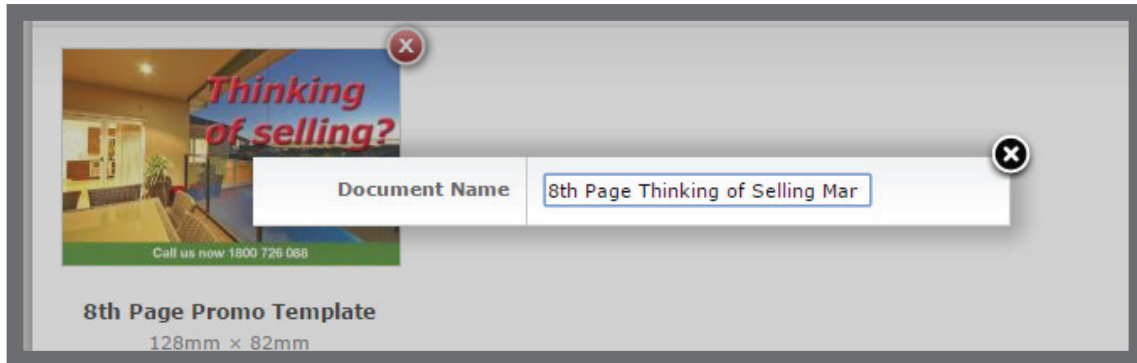 X
Thinking
of selling?
Document Name
8th Page Thinking of Selling Mar
Call us now 1800 726 088
8th Page Promo Template
128mm × 82mm